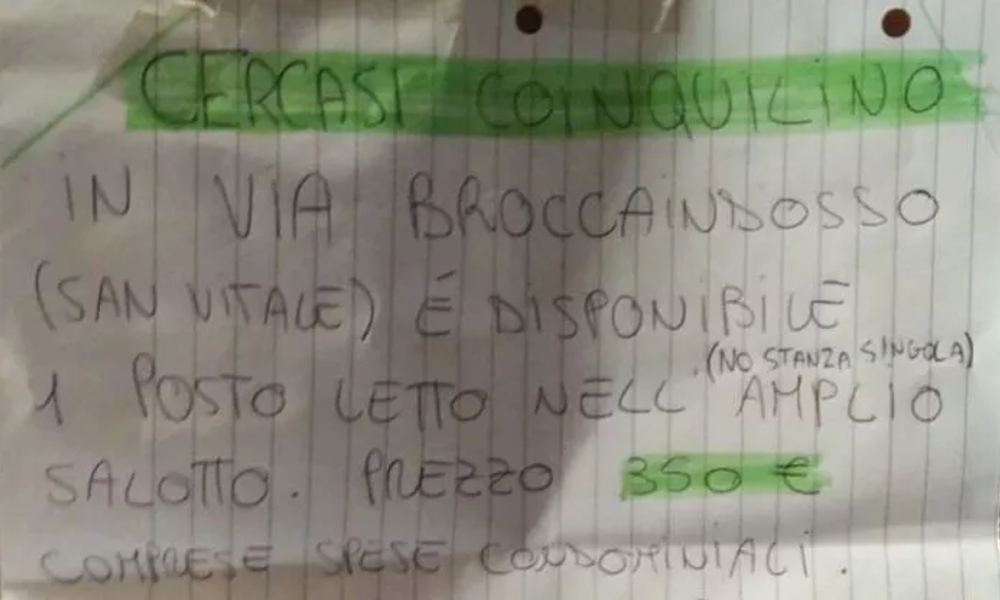 CERCASI COINQUILINO
IN VIA BROCCAINDOSSO
(SAN VITALE) É DISPONIBILE
(NO STANZA SINGOLA)
1 POSTO LETTO NELL' AMPLIO
SALOTTO. PREZZO 350 €
COMPRESE SPESE CONDOMINIALI.